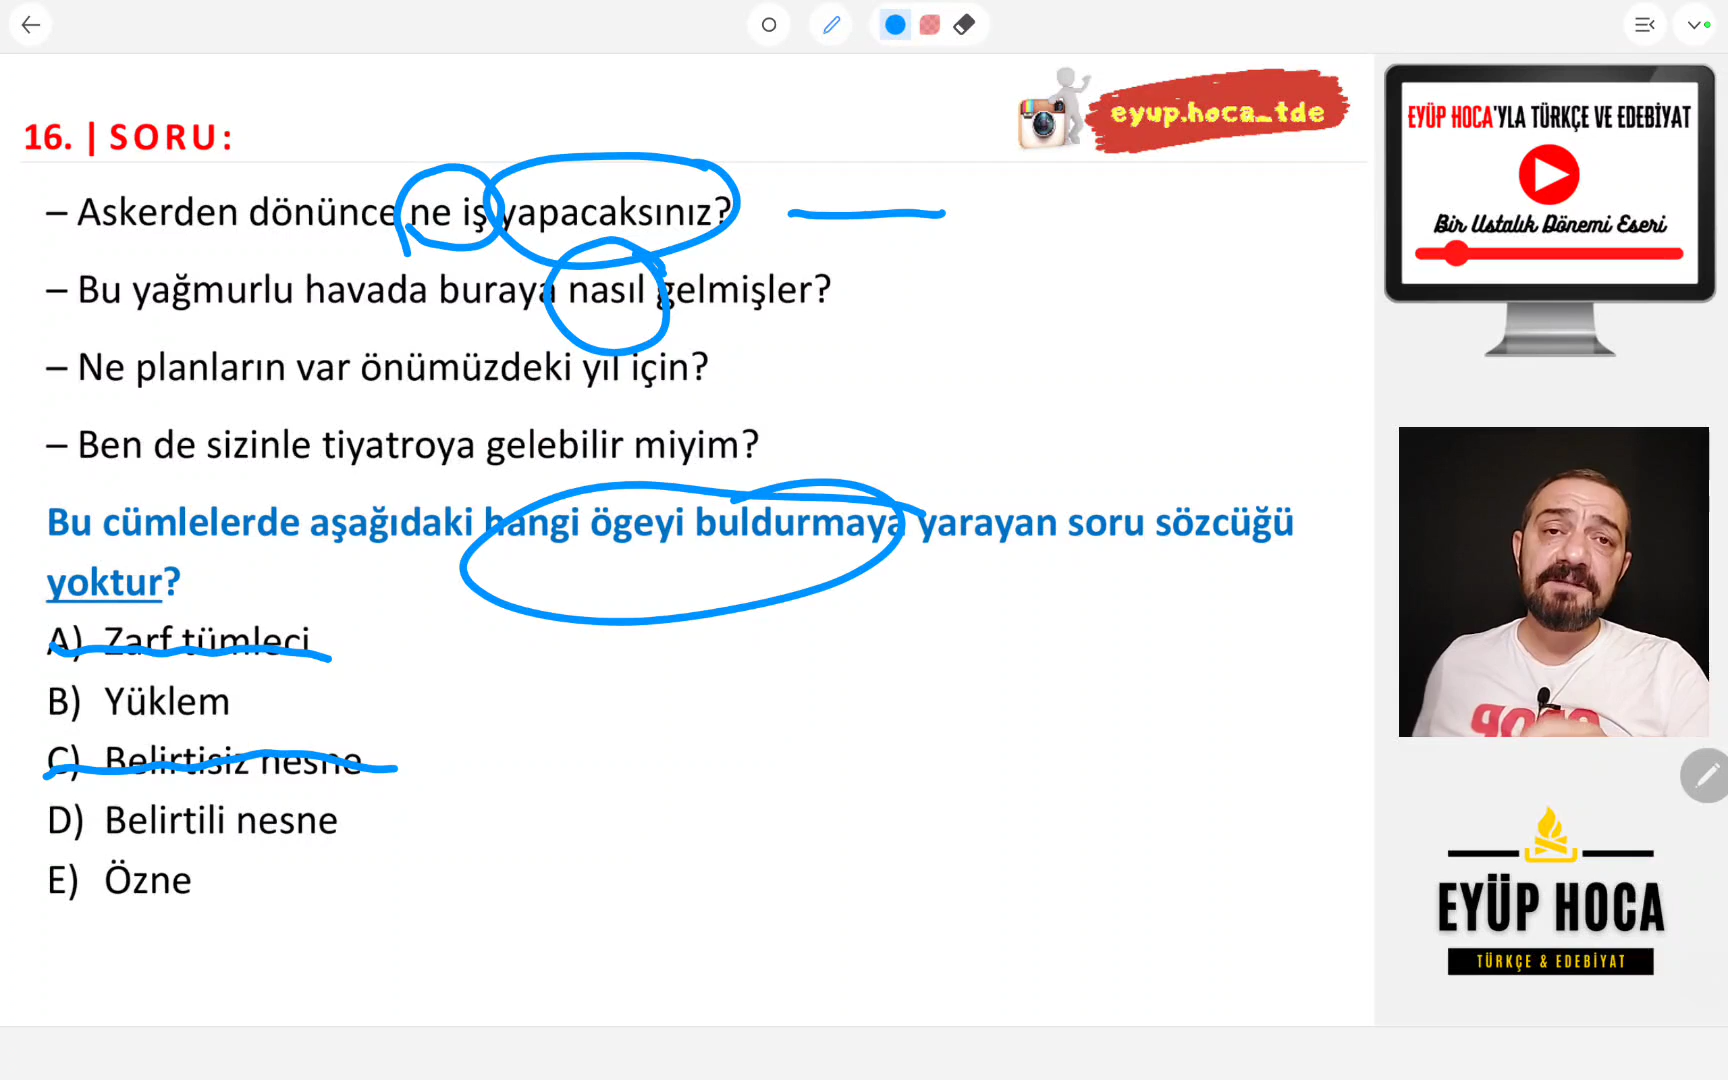 eyup.hoca_tde
16. | SORU:
– Askerden dönünce ne iş yapacaksınız?
– Bu yağmurlu havada buraya nasıl gelmişler?
– Ne planların var önümüzdeki yıl için?
– Ben de sizinle tiyatroya gelebilir miyim?
Bu cümlelerde aşağıdaki hangi ögeyi buldurmaya yarayan soru sözcüğü
yoktur?
A) Zarf tümleci
B) Yüklem
C) Belirtisiz nesne
D) Belirtili nesne
E) Özne
EYÜP HOCA'YLA TÜRKÇE VE EDEBİYAT
Bir Ustalık Dönemi Eseri
EYÜP HOCA
TÜRKÇE & EDEBİYAT